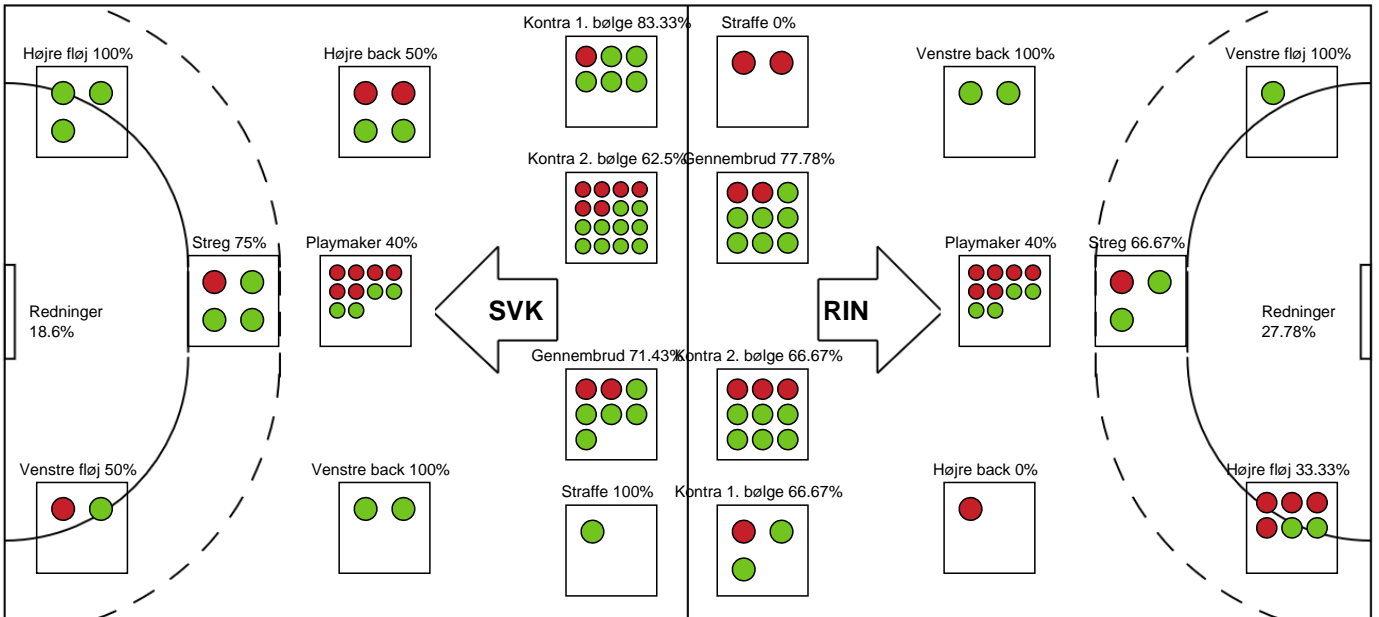 Kontra 1. bølge 83.33%
Straffe 0%
Højre fløj 100%
Højre back 50%
Venstre back 100%
Venstre fløj 100%
Kontra 2. bølge 62.5%
Gennembrud 77.78%
Streg 75%
Playmaker 40%
Playmaker 40%
Streg 66.67%
Redninger
18.6%
SVK
RIN
Redninger
27.78%
Gennembrud 71.43%
Kontra 2. bølge 66.67%
Venstre fløj 50%
Venstre back 100%
Straffe 100%
Kontra 1. bølge 66.67%
Højre back 0%
Højre fløj 33.33%